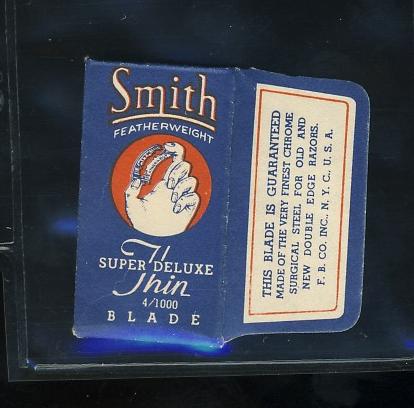 Smith
FEATHERWEIGHT
SUPER DELUXE
Thin
4/1000
BLADE
THIS BLADE IS GUARANTEED
MADE OF THE VERY FINEST CHROME
SURGICAL STEEL FOR OLD AND
NEW DOUBLE EDGE RAZORS.
F. B. CO. INC., N. Y. C., U. S. A.